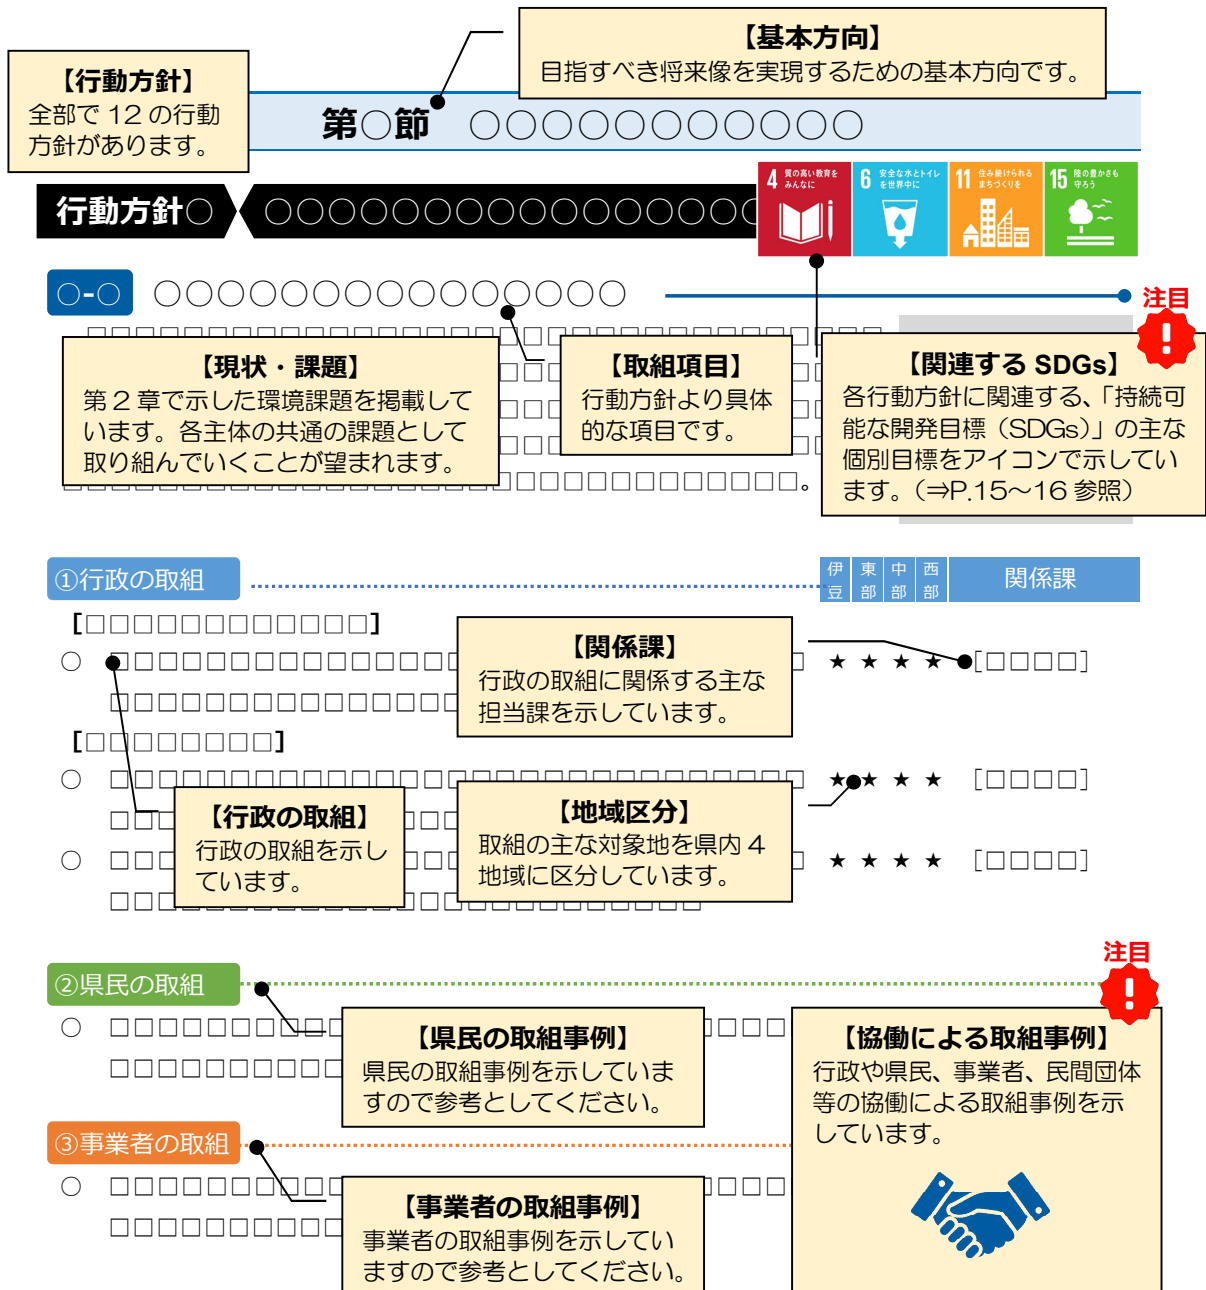 【基本方向】
目指すべき将来像を実現するための基本方向です。
【行動方針】
全部で 12 の行動
方針があります。
第○節 ○○○○○○○○○○○○
行動方針○ ○○○○○○○○○○○○○○○○
4 質の高い教育を
みんなに
6 安全な水とトイレ
を世界中に
11 住み続けられる
まちづくりを
15 陸の豊かさも
守ろう
○-○ ○○○○○○○○○○○○○○○
注目
【現状・課題】
第2章で示した環境課題を掲載して
います。各主体の共通の課題として
取り組んでいくことが望まれます。
【取組項目】
行動方針より具体
的な項目です。
【関連する SDGs】
各行動方針に関連する、「持続可
能な開発目標（SDGs）」の主な
個別目標をアイコンで示してい
ます。（⇒P.15～16 参照）
①行政の取組
伊豆 東部 中部 西部 関係課
[□□□□□□□□□□□□]
○ ★ ★ ★ ★ [□□□□]
【関係課】
行政の取組に関係する主な
担当課を示しています。
[□□□□□□□□]
○ ★ ★ ★ ★ [□□□□]
【行政の取組】
行政の取組を示し
ています。
【地域区分】
取組の主な対象地を県内 4
地域に区分しています。
○ ★ ★ ★ ★ [□□□□]
②県民の取組
注目
【県民の取組事例】
県民の取組事例を示していま
すので参考としてください。
【協働による取組事例】
行政や県民、事業者、民間団体
等の協働による取組事例を示
しています。
③事業者の取組
【事業者の取組事例】
事業者の取組事例を示してい
ますので参考としてください。